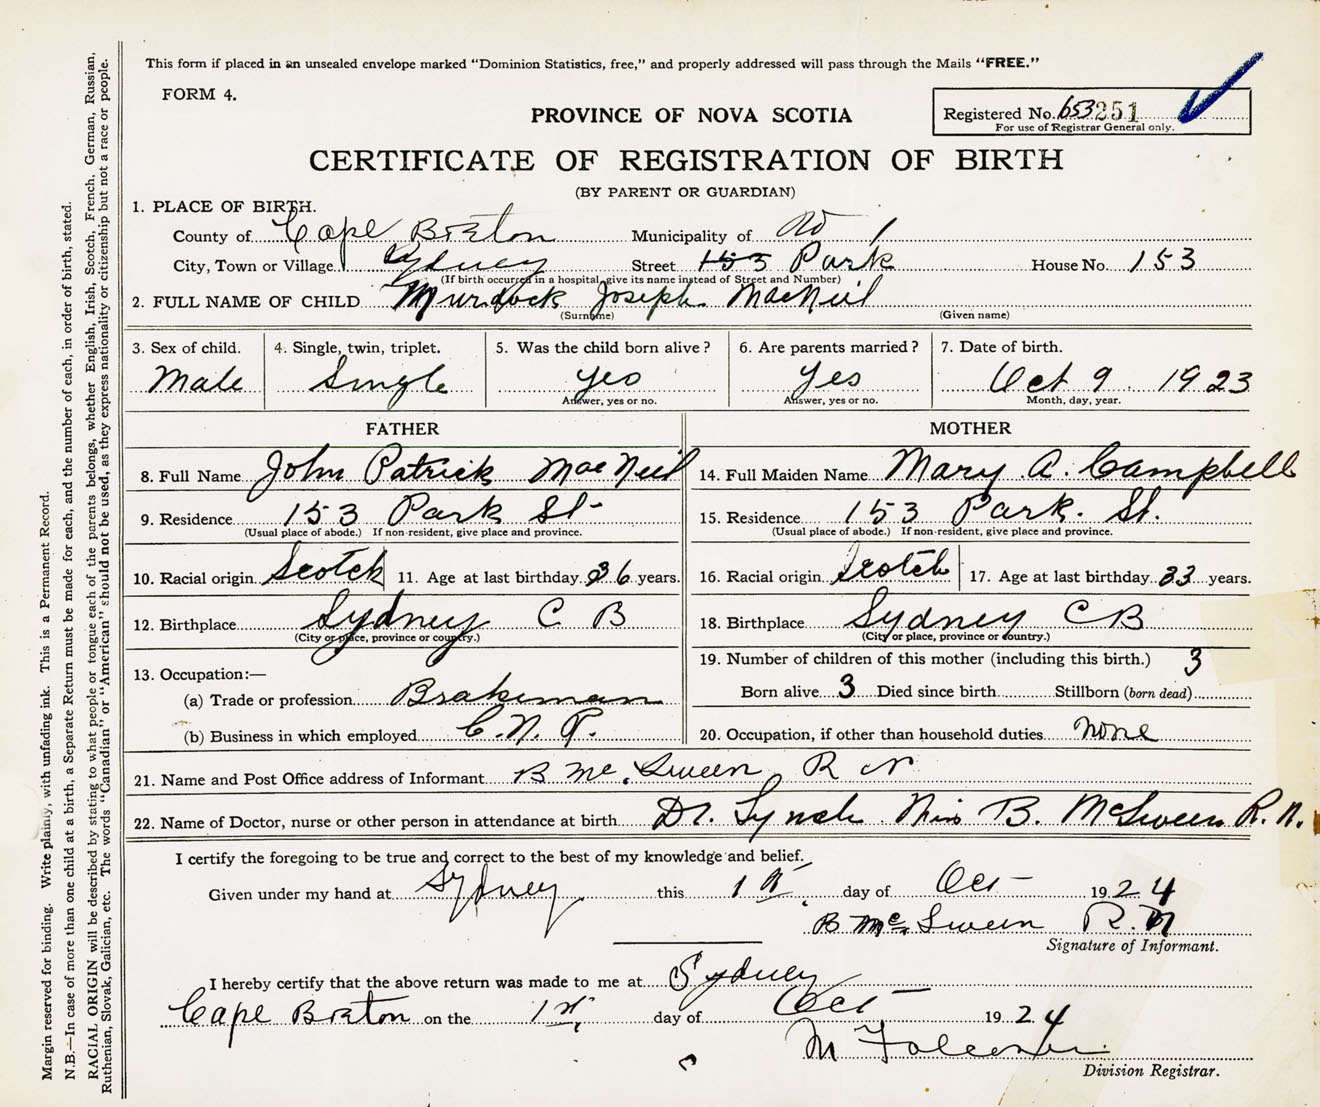 This form if placed in an unsealed envelope marked "Dominion Statistics, free," and properly addressed will pass through the Mails "FREE."
FORM 4.
PROVINCE OF NOVA SCOTIA
Registered No. 653251
For use of Registrar General only.
CERTIFICATE OF REGISTRATION OF BIRTH
(BY PARENT OR GUARDIAN)
1. PLACE OF BIRTH.
County of Cape Breton Municipality of Wd 1
City, Town or Village Sydney Street 153 Park House No. 153
(If birth occurred in a hospital give its name instead of Street and Number)
2. FULL NAME OF CHILD Murdock Joseph MacNeil
(Surname) (Given name)
3. Sex of child. 4. Single, twin, triplet. 5. Was the child born alive? 6. Are parents married? 7. Date of birth.
Male Single yes Yes Oct 9 1923
Answer, yes or no. Answer, yes or no. Month, day, year.
FATHER MOTHER
8. Full Name John Patrick MacNeil
9. Residence 153 Park St-
(Usual place of abode.) If non-resident, give place and province.
10. Racial origin Scotch 11. Age at last birthday 36 years.
12. Birthplace Sydney C B
(City or place, province or country.)
13. Occupation:—
(a) Trade or profession Brakeman
(b) Business in which employed C. N. R.
14. Full Maiden Name Mary A. Campbell
15. Residence 153 Park. St.
(Usual place of abode.) If non-resident, give place and province.
16. Racial origin Scotch 17. Age at last birthday 33 years.
18. Birthplace Sydney CB
(City or place, province or country.)
19. Number of children of this mother (including this birth.) 3
Born alive 3 Died since birth Stillborn (born dead)
20. Occupation, if other than household duties none
21. Name and Post Office address of Informant B McSween R N
22. Name of Doctor, nurse or other person in attendance at birth Dr. Lynch Miss B. McSween R. N.
I certify the foregoing to be true and correct to the best of my knowledge and belief.
Given under my hand at Sydney this 1st day of Oct 1924
B McSween R. N
Signature of Informant.
I hereby certify that the above return was made to me at Sydney
Cape Breton on the 1st day of Oct 1924
M Falconer
Division Registrar.
Margin reserved for binding. Write plainly, with unfading ink. This is a Permanent Record.
N.B.—In case of more than one child at a birth, a Separate Return must be made for each, and the number of each, in order of birth, stated.
RACIAL ORIGIN will be described by stating to what people or tongue each of the parents belongs, whether English, Irish, Scotch, French, German, Russian,
Ruthenian, Slovak, Galician, etc. The words "Canadian" or "American" should not be used, as they express nationality or citizenship but not a race or people.